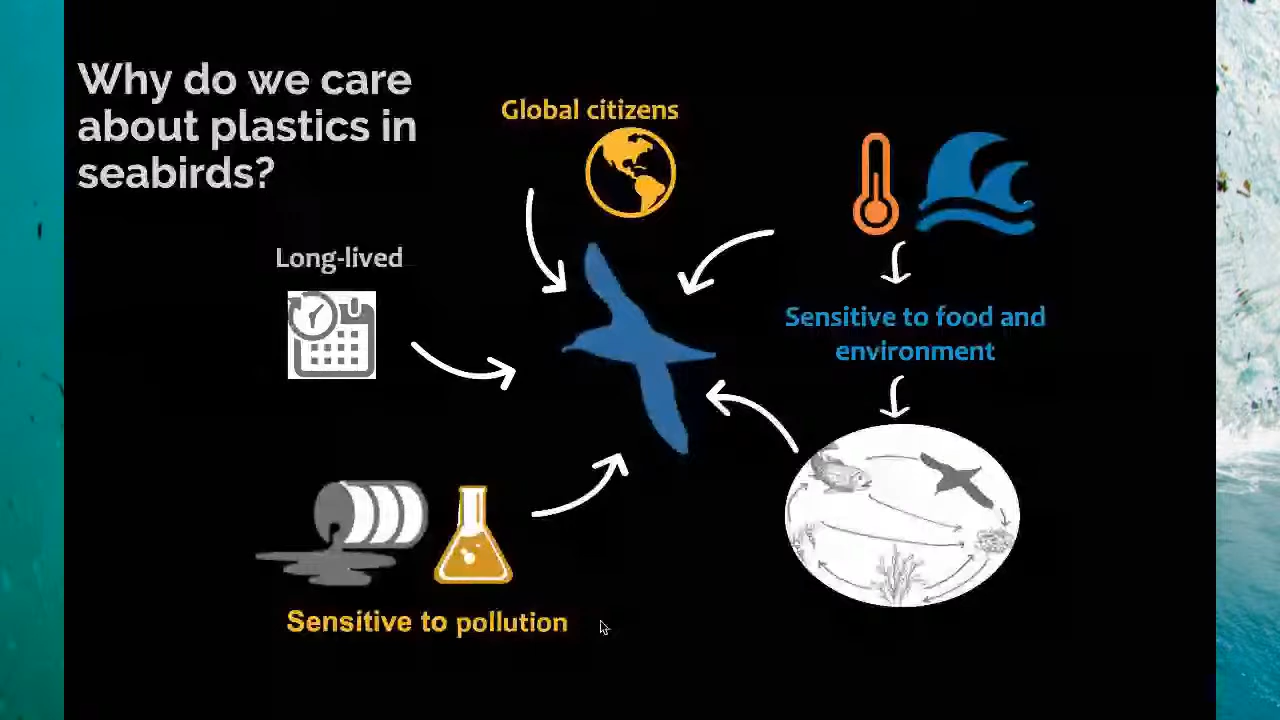 Why do we care
about plastics in
seabirds?
Global citizens
Long-lived
Sensitive to food and
environment
Sensitive to pollution